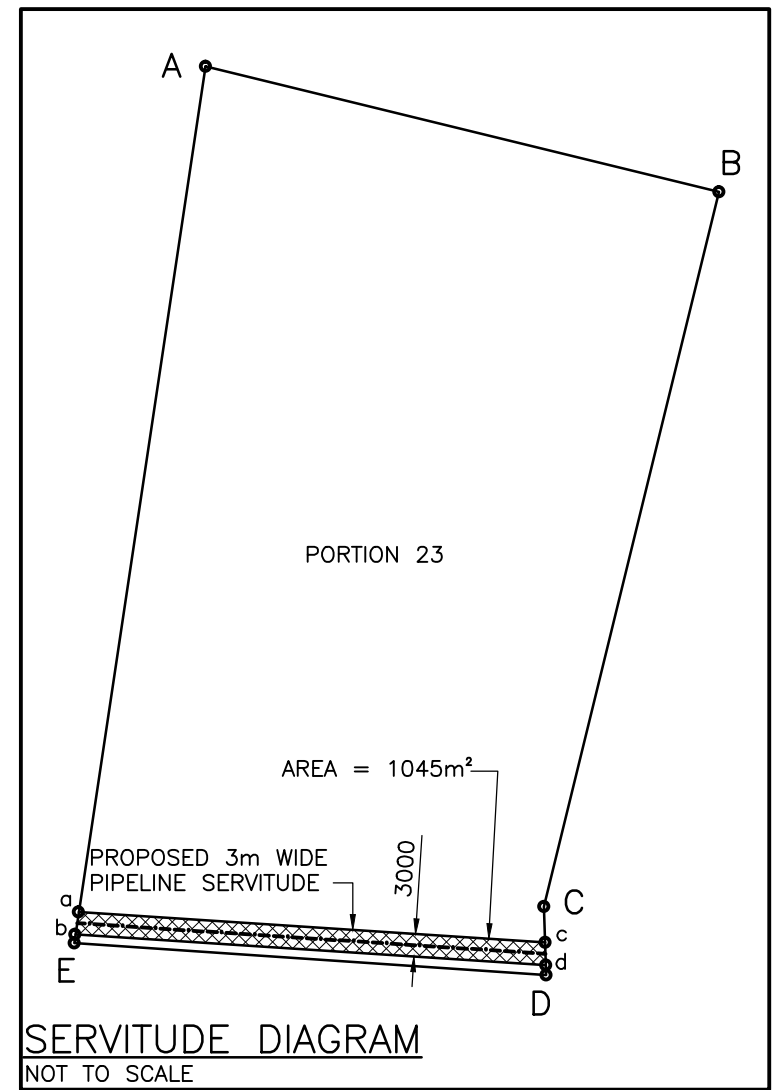 A
B
PORTION 23
AREA = 1045m²
3000
PROPOSED 3m WIDE
PIPELINE SERVITUDE
a
b
C
c
d
E
D
SERVITUDE DIAGRAM
NOT TO SCALE